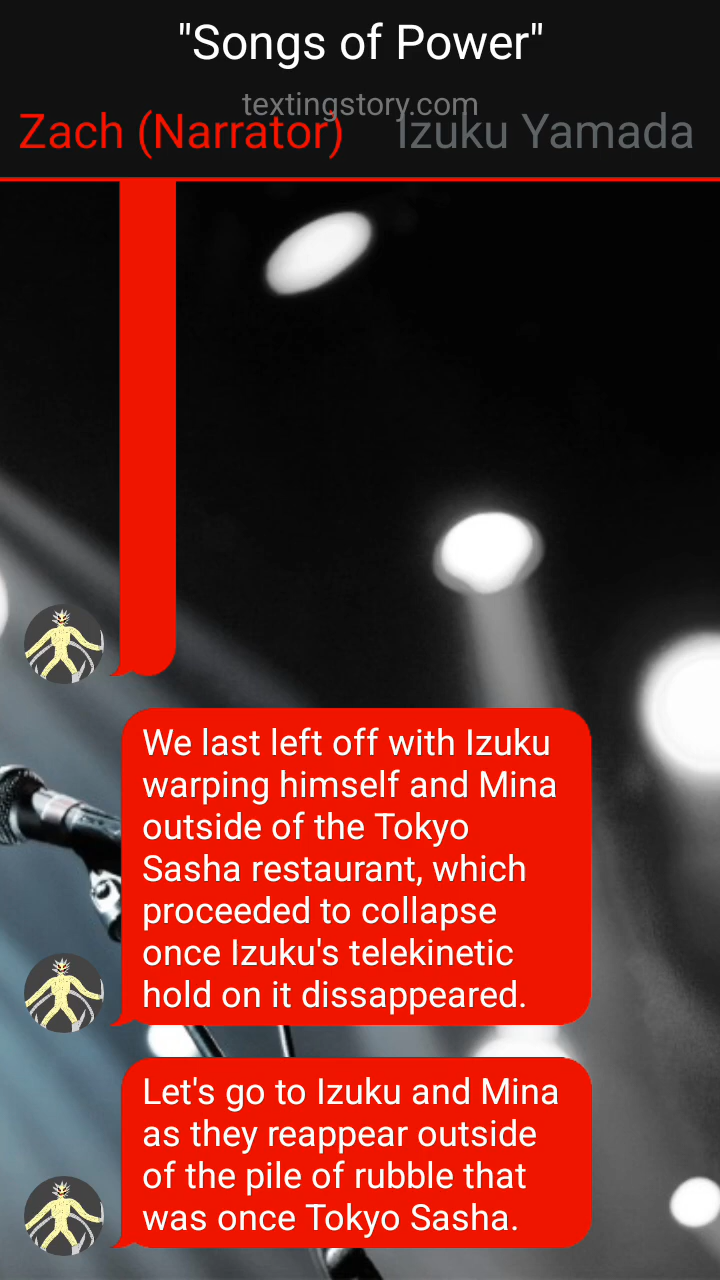 "Songs of Power"
textingstory.com
Zach (Narrator) Izuku Yamada
We last left off with Izuku
warping himself and Mina
outside of the Tokyo
Sasha restaurant, which
proceeded to collapse
once Izuku's telekinetic
hold on it dissappeared.
Let's go to Izuku and Mina
as they reappear outside
of the pile of rubble that
was once Tokyo Sasha.